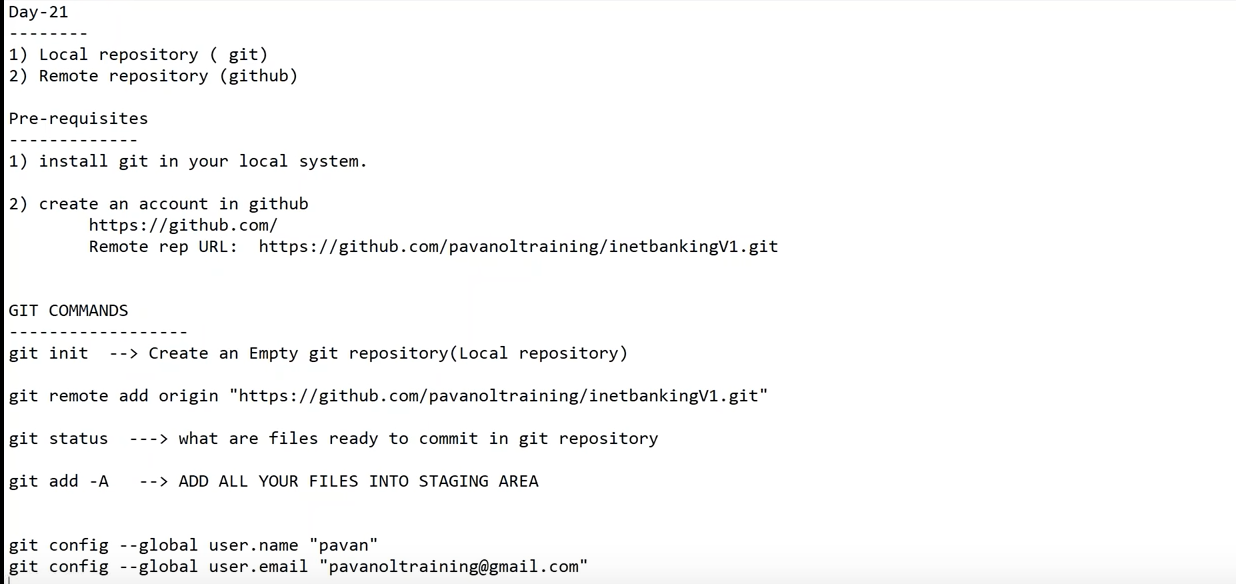 Day-21
--------
1) Local repository ( git)
2) Remote repository (github)
Pre-requisites
-------------
1) install git in your local system.
2) create an account in github
https://github.com/
Remote rep URL:  https://github.com/pavanoltraining/inetbankingV1.git
GIT COMMANDS
------------------
git init  --> Create an Empty git repository(Local repository)
git remote add origin "https://github.com/pavanoltraining/inetbankingV1.git"
git status  ---> what are files ready to commit in git repository
git add -A   --> ADD ALL YOUR FILES INTO STAGING AREA
git config --global user.name "pavan"
git config --global user.email "pavanoltraining@gmail.com"